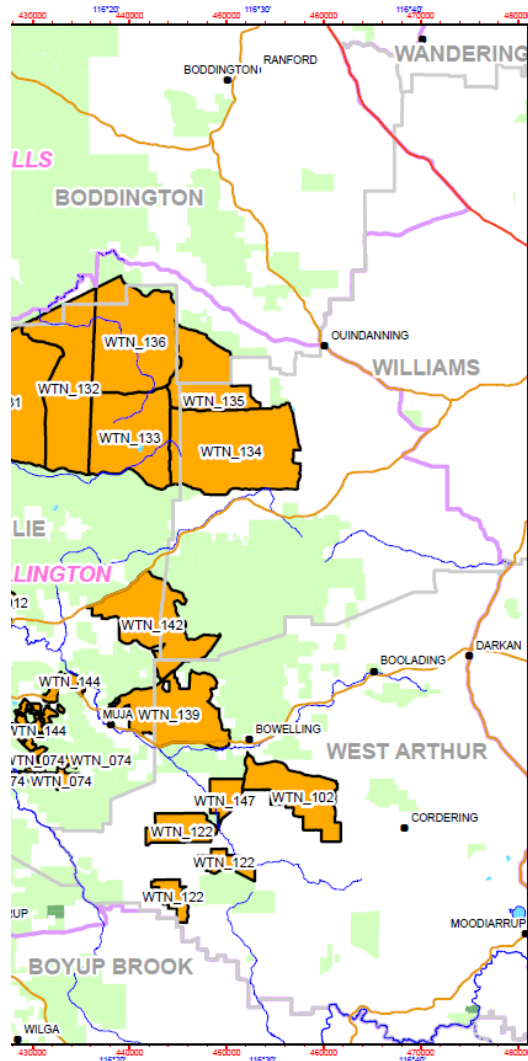 116°20' 116°30' 116°40'
430000 440000 450000 460000 470000 480000
WANDERING
RANFORD
BODDINGTON
LLS
BODDINGTON
QUINDANNING
WTN_136
WILLIAMS
WTN_132
WTN_135
31
WTN_133
WTN_134
LIE
LLINGTON
012
WTN_142
DARKAN
BOOLADING
WTN_144
WTN_139
MUJA
WTN_144
BOWELLING
WEST ARTHUR
WTN_074 WTN_074
74 WTN_074
WTN_147
WTN_102
CORDERING
WTN_122
WTN_122
WTN_122
RUP
MOODIARRUP
BOYUP BROOK
WILGA
430000 440000 450000 460000 470000 480000
116°20' 116°30' 116°40'